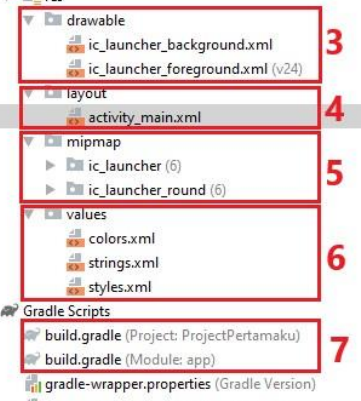 drawable
ic_launcher_background.xml
ic_launcher_foreground.xml (v24)
3
layout
activity_main.xml
4
mipmap
ic_launcher (6)
ic_launcher_round (6)
5
values
colors.xml
strings.xml
styles.xml
6
Gradle Scripts
build.gradle (Project: ProjectPertamaku)
build.gradle (Module: app)
7
gradle-wrapper.properties (Gradle Version)